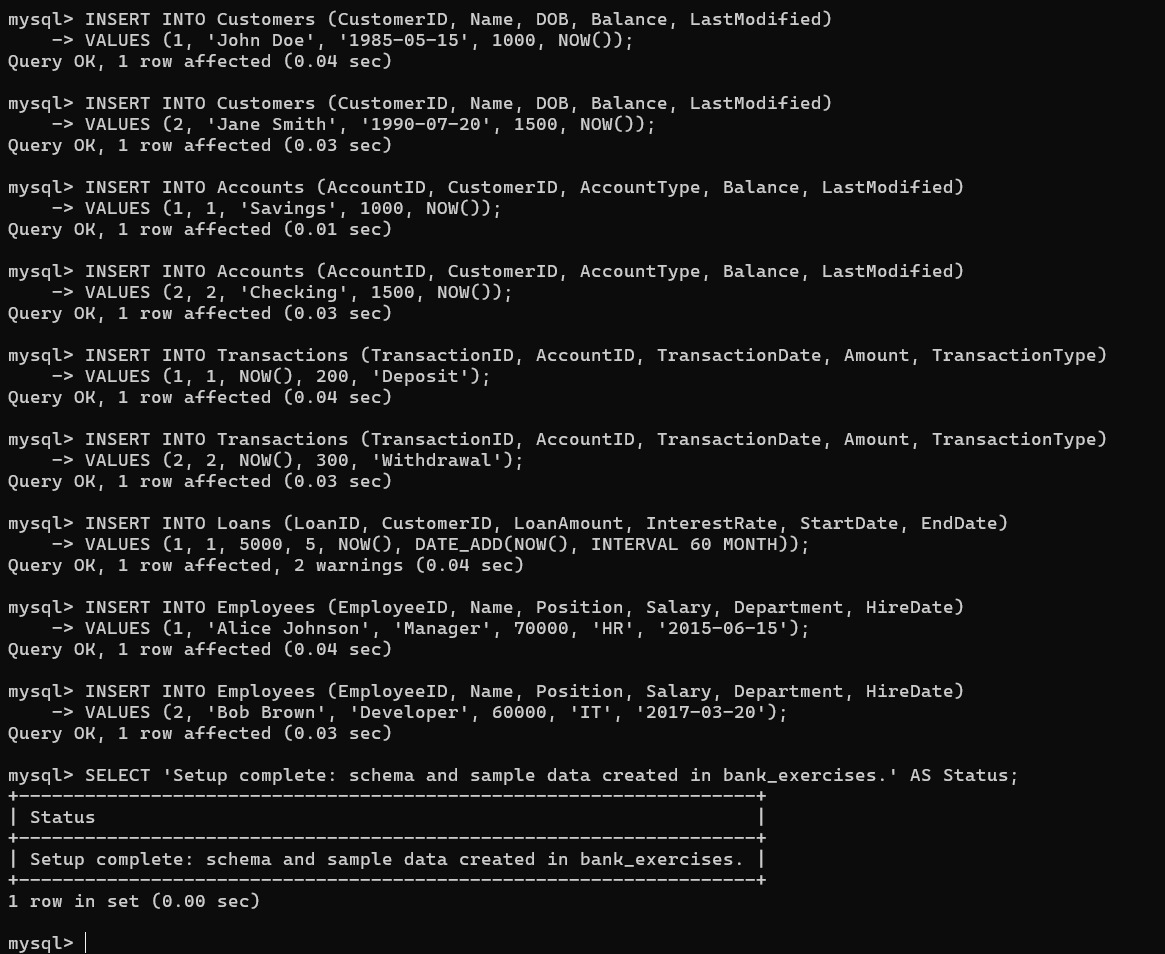 mysql> INSERT INTO Customers (CustomerID, Name, DOB, Balance, LastModified)
    -> VALUES (1, 'John Doe', '1985-05-15', 1000, NOW());
Query OK, 1 row affected (0.04 sec)

mysql> INSERT INTO Customers (CustomerID, Name, DOB, Balance, LastModified)
    -> VALUES (2, 'Jane Smith', '1990-07-20', 1500, NOW());
Query OK, 1 row affected (0.03 sec)

mysql> INSERT INTO Accounts (AccountID, CustomerID, AccountType, Balance, LastModified)
    -> VALUES (1, 1, 'Savings', 1000, NOW());
Query OK, 1 row affected (0.01 sec)

mysql> INSERT INTO Accounts (AccountID, CustomerID, AccountType, Balance, LastModified)
    -> VALUES (2, 2, 'Checking', 1500, NOW());
Query OK, 1 row affected (0.03 sec)

mysql> INSERT INTO Transactions (TransactionID, AccountID, TransactionDate, Amount, TransactionType)
    -> VALUES (1, 1, NOW(), 200, 'Deposit');
Query OK, 1 row affected (0.04 sec)

mysql> INSERT INTO Transactions (TransactionID, AccountID, TransactionDate, Amount, TransactionType)
    -> VALUES (2, 2, NOW(), 300, 'Withdrawal');
Query OK, 1 row affected (0.03 sec)

mysql> INSERT INTO Loans (LoanID, CustomerID, LoanAmount, InterestRate, StartDate, EndDate)
    -> VALUES (1, 1, 5000, 5, NOW(), DATE_ADD(NOW(), INTERVAL 60 MONTH));
Query OK, 1 row affected, 2 warnings (0.04 sec)

mysql> INSERT INTO Employees (EmployeeID, Name, Position, Salary, Department, HireDate)
    -> VALUES (1, 'Alice Johnson', 'Manager', 70000, 'HR', '2015-06-15');
Query OK, 1 row affected (0.04 sec)

mysql> INSERT INTO Employees (EmployeeID, Name, Position, Salary, Department, HireDate)
    -> VALUES (2, 'Bob Brown', 'Developer', 60000, 'IT', '2017-03-20');
Query OK, 1 row affected (0.03 sec)

mysql> SELECT 'Setup complete: schema and sample data created in bank_exercises.' AS Status;
+-------------------------------------------------------------------+
| Status                                                            |
+-------------------------------------------------------------------+
| Setup complete: schema and sample data created in bank_exercises. |
+-------------------------------------------------------------------+
1 row in set (0.00 sec)

mysql>